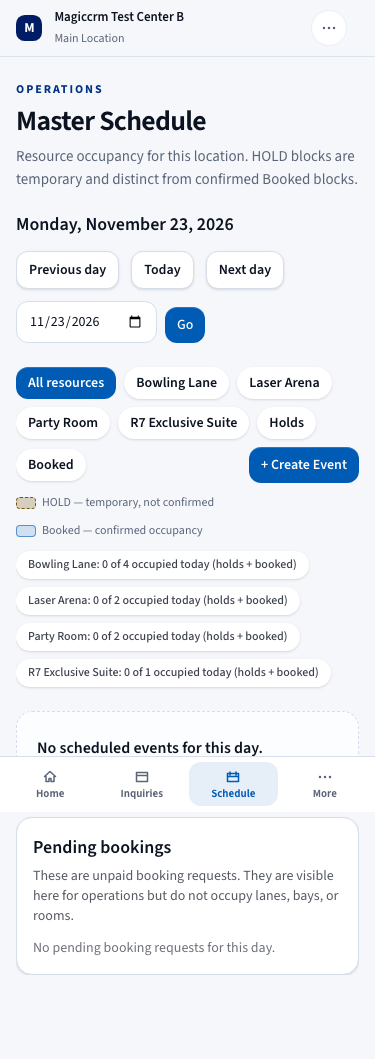 M
Magiccrm Test Center B
Main Location
OPERATIONS
Master Schedule
Resource occupancy for this location. HOLD blocks are
temporary and distinct from confirmed Booked blocks.
Monday, November 23, 2026
Previous day
Today
Next day
11/23/2026
Go
All resources
Bowling Lane
Laser Arena
Party Room
R7 Exclusive Suite
Holds
Booked
+ Create Event
HOLD — temporary, not confirmed
Booked — confirmed occupancy
Bowling Lane: 0 of 4 occupied today (holds + booked)
Laser Arena: 0 of 2 occupied today (holds + booked)
Party Room: 0 of 2 occupied today (holds + booked)
R7 Exclusive Suite: 0 of 1 occupied today (holds + booked)
No scheduled events for this day.
Home
Inquiries
Schedule
More
Pending bookings
These are unpaid booking requests. They are visible
here for operations but do not occupy lanes, bays, or
rooms.
No pending booking requests for this day.